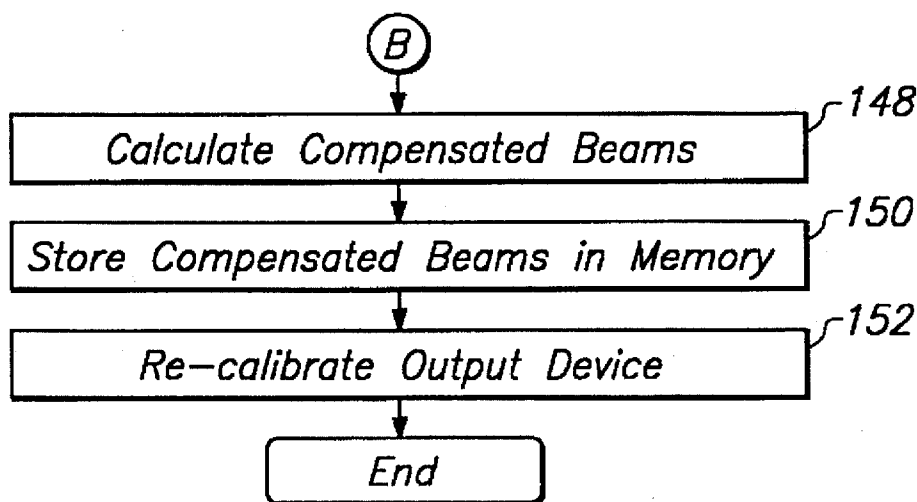 B
148
Calculate Compensated Beams
150
Store Compensated Beams in Memory
152
Re-calibrate Output Device
End